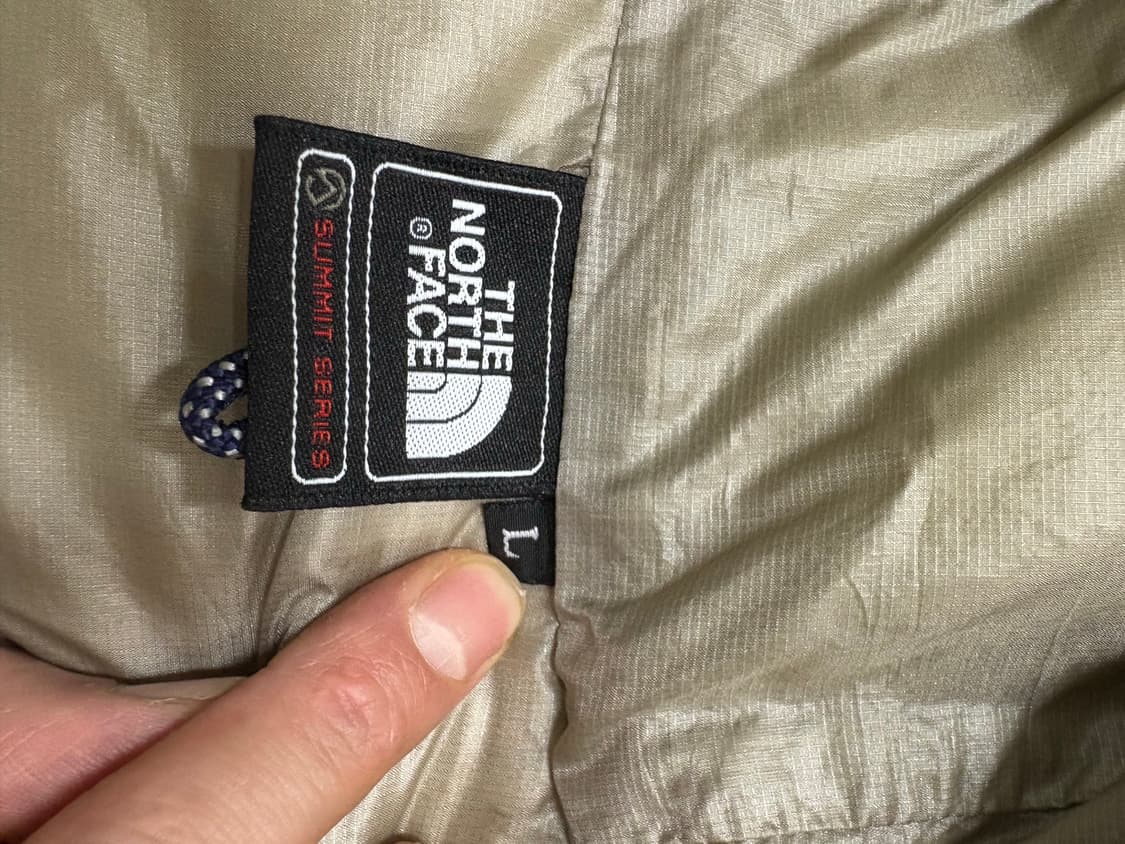 THE
NORTH
FACE
®
SUMMIT SERIES
L